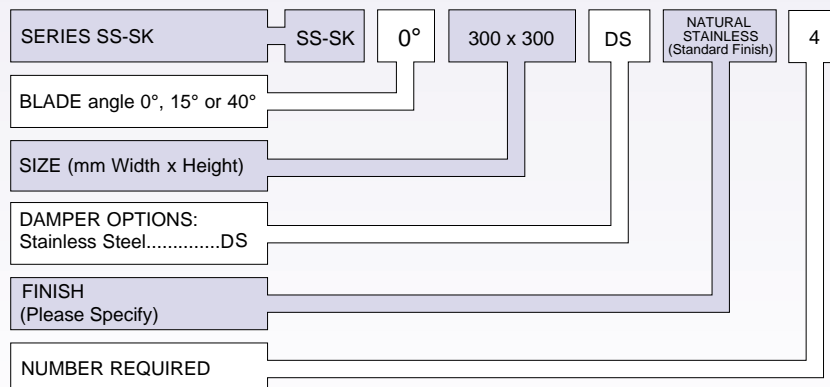 SERIES SS-SK
SS-SK
0°
300 x 300
DS
NATURAL
STAINLESS
(Standard Finish)
4
BLADE angle 0°, 15° or 40°
SIZE (mm Width x Height)
DAMPER OPTIONS:
Stainless Steel..............DS
FINISH
(Please Specify)
NUMBER REQUIRED